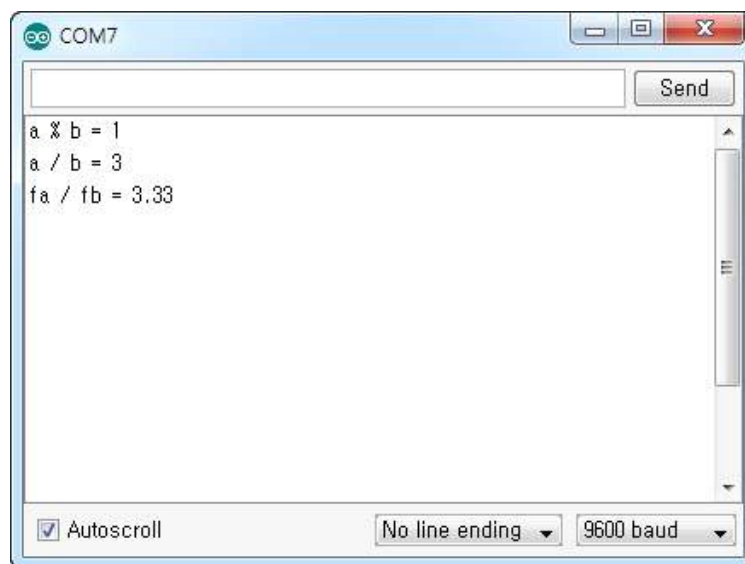 COM7
Send
a % b = 1
a / b = 3
fa / fb = 3.33
Autoscroll
No line ending
9600 baud